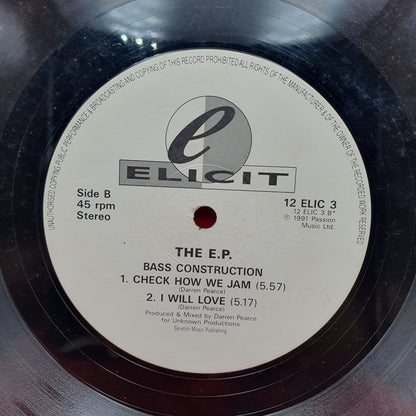 UNAUTHORISED COPYING PUBLIC PERFORMANCE & BROADCASTING AND COPYING OF THIS RECORD PROHIBITED ALL RIGHTS OF THE MANUFACTURER & OF THE OWNER OF THE RECORDED WORK RESERVED
e
ELICIT
Side B
45 rpm
Stereo
12 ELIC 3
12 ELIC 3 B*
℗ 1991 Passion
Music Ltd.
THE E.P.
BASS CONSTRUCTION
1. CHECK HOW WE JAM (5.57)
(Darren Pearce)
2. I WILL LOVE (5.17)
(Darren Pearce)
Produced & Mixed by Darren Pearce
for Unknown Productions
Skratch Music Publishing